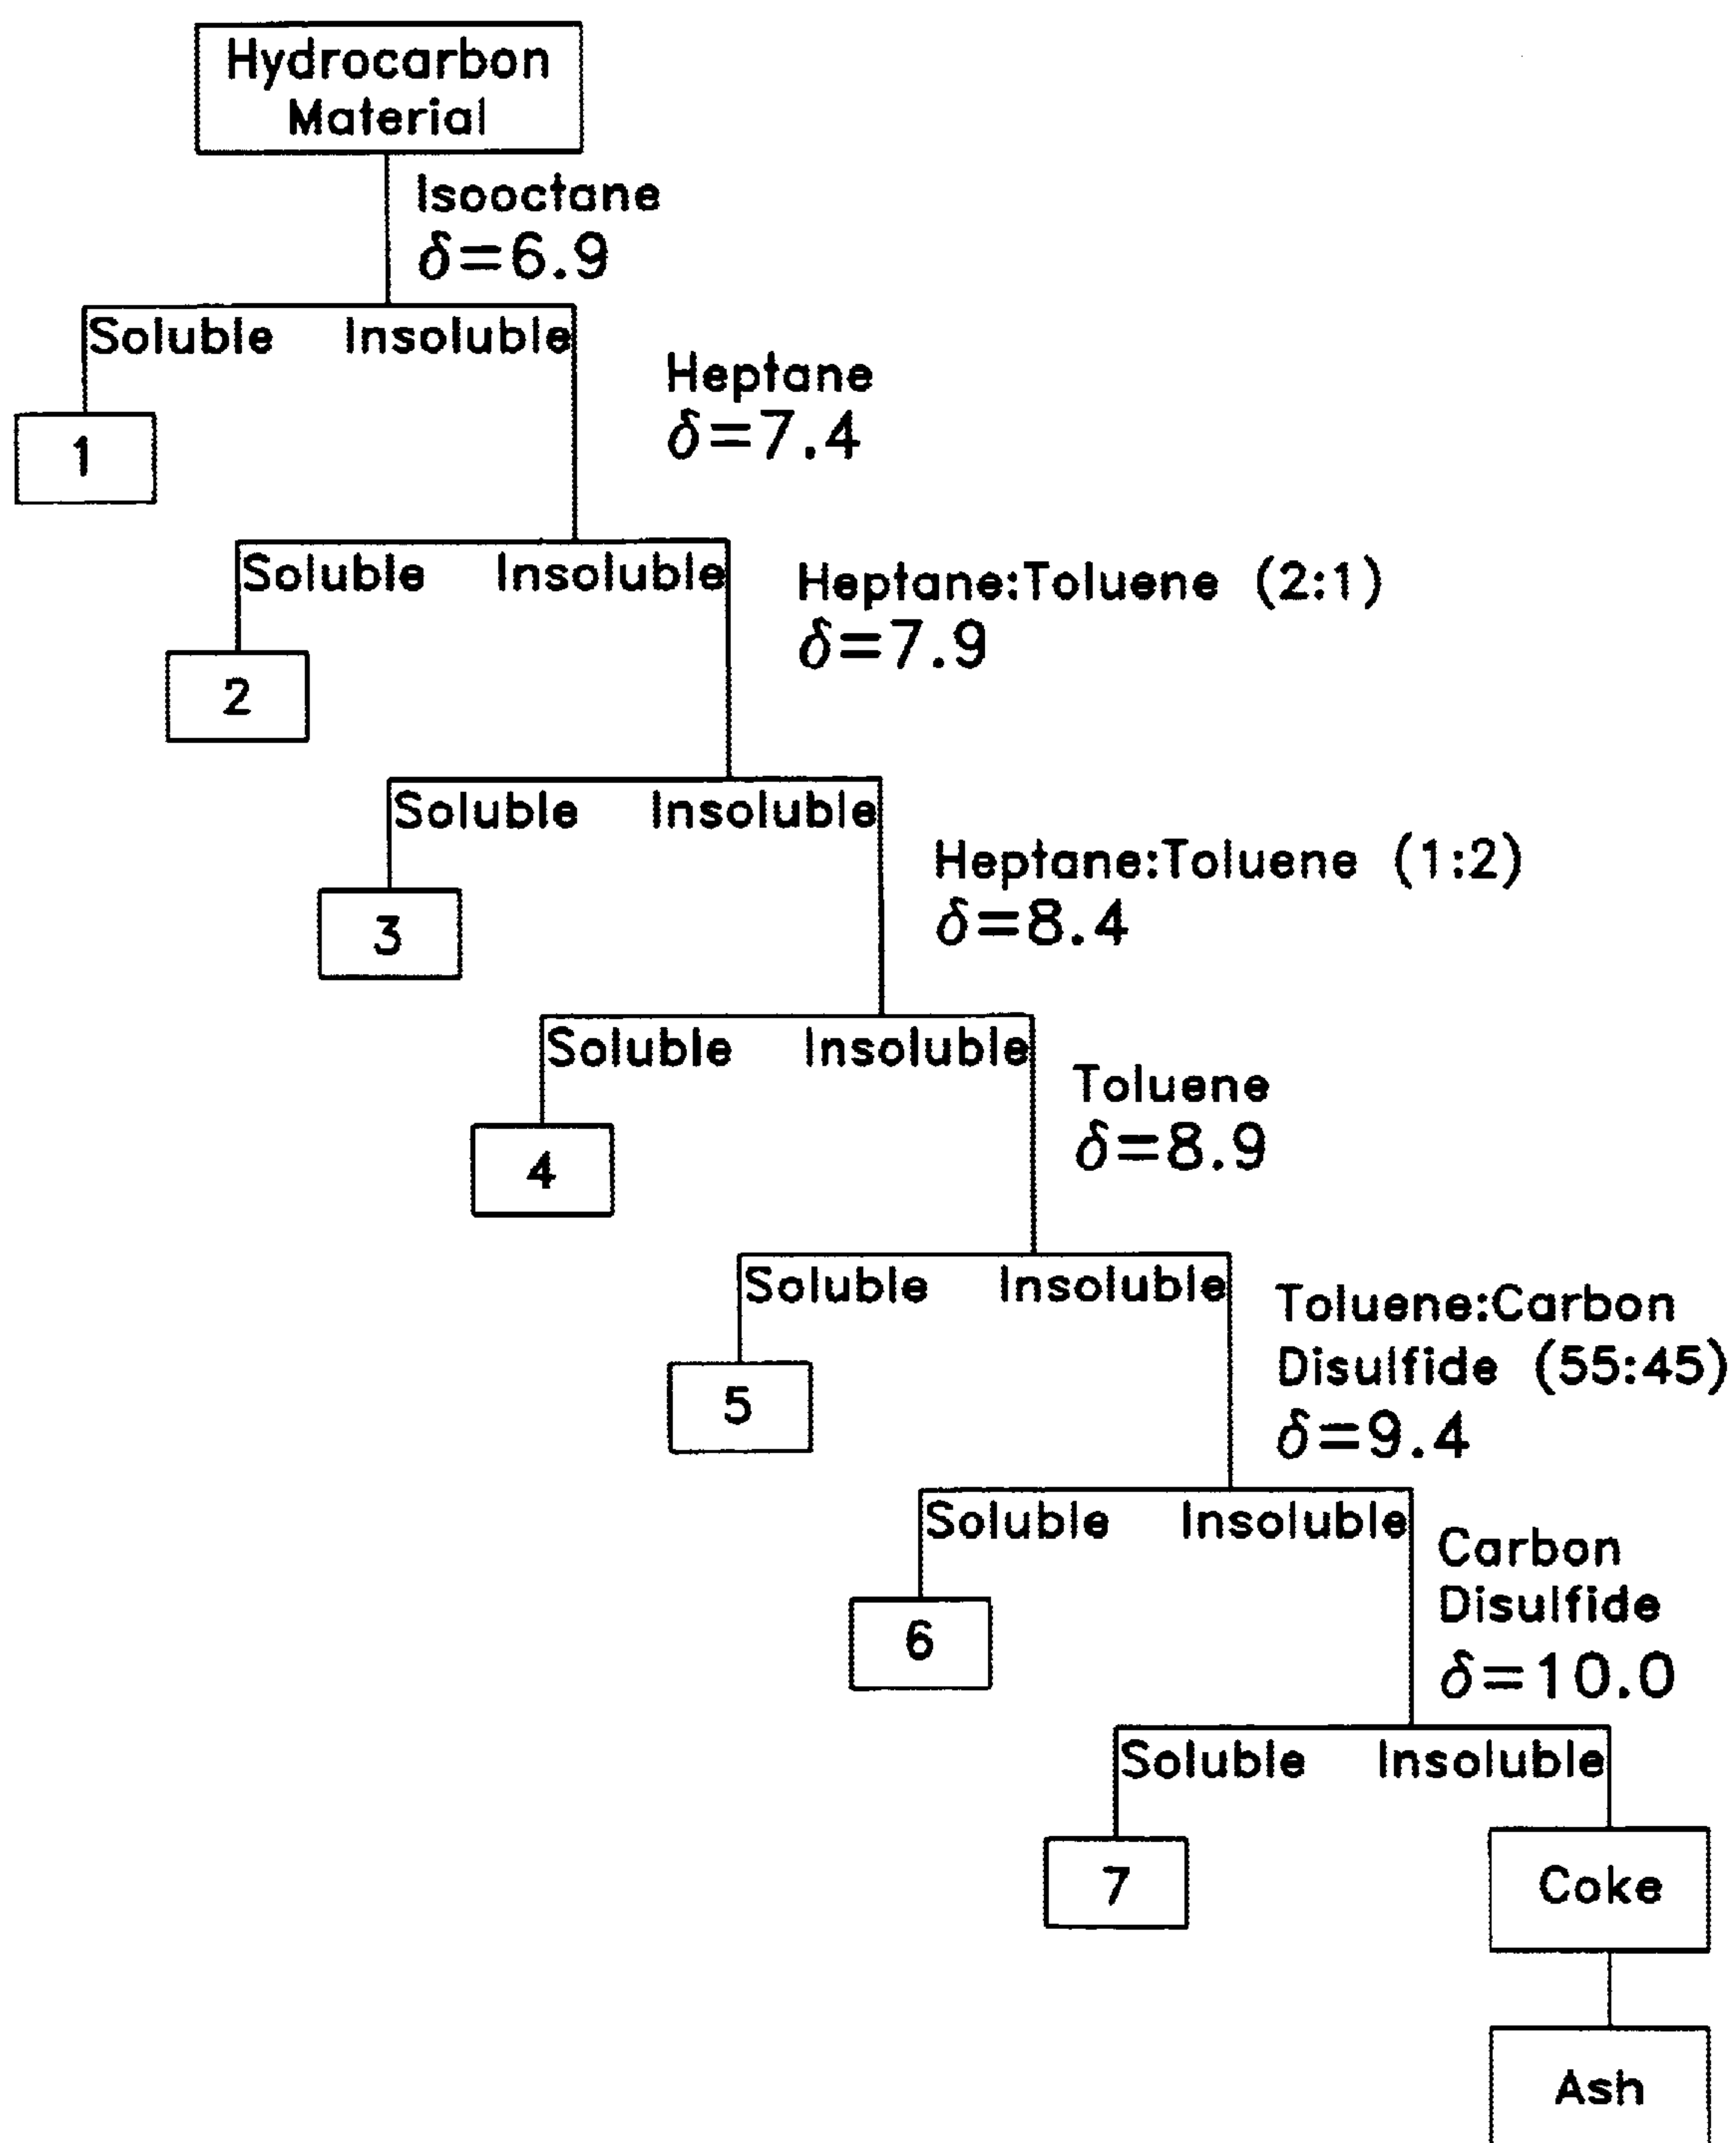 Hydrocarbon
Material
Isooctane
δ=6.9
Soluble Insoluble
Heptane
δ=7.4
1
Soluble Insoluble
Heptane:Toluene (2:1)
δ=7.9
2
Soluble Insoluble
Heptane:Toluene (1:2)
δ=8.4
3
Soluble Insoluble
Toluene
δ=8.9
4
Soluble Insoluble
Toluene:Carbon
Disulfide (55:45)
δ=9.4
5
Soluble Insoluble
Carbon
Disulfide
δ=10.0
6
Soluble Insoluble
7
Coke
Ash